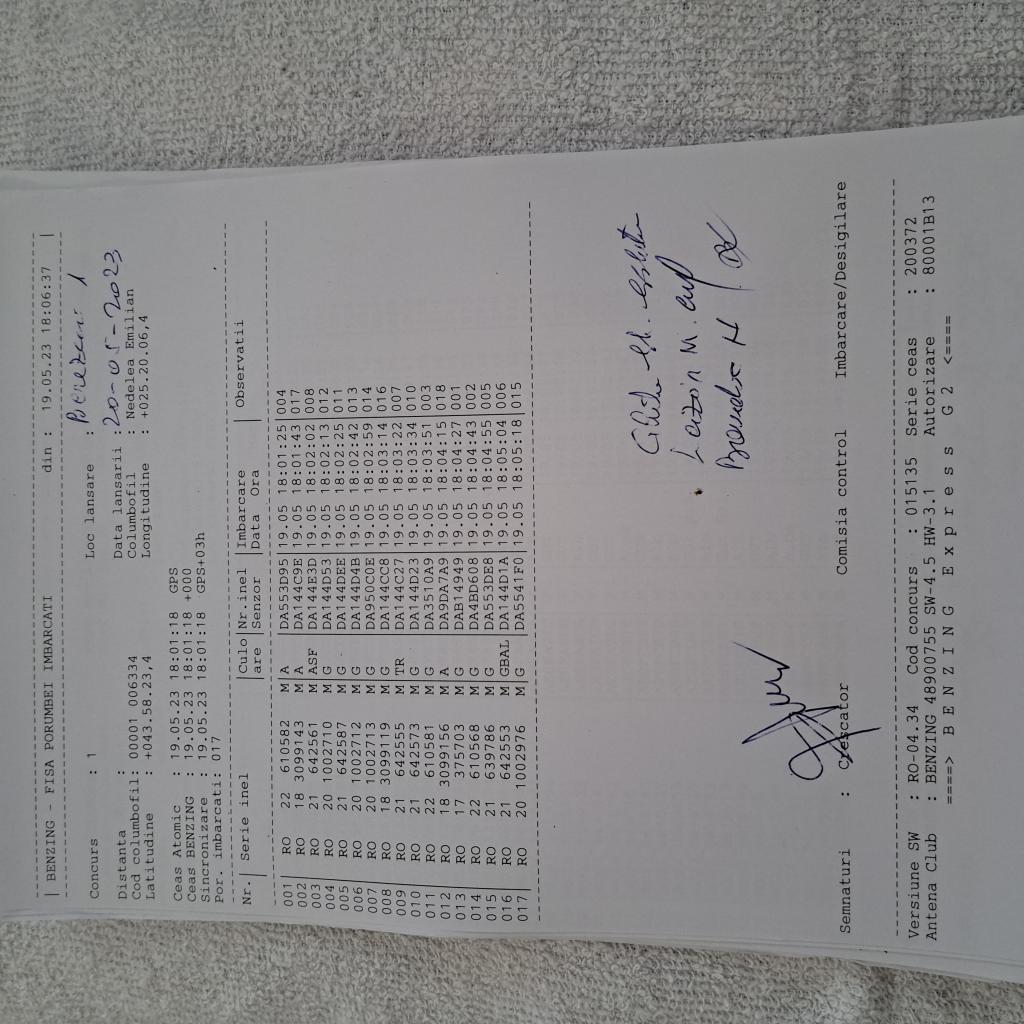 | BENZING - FISA PORUMBEI IMBARCATI din : 19.05.23 18:06:37 |
Concurs : 1 Loc lansare : 1
Distanta : Data lansarii : 20-05-2023
Cod columbofil: 00001 006334 Columbofil : Nedelea Emilian
Latitudine : +043.58.23,4 Longitudine : +025.20.06,4
Ceas Atomic : 19.05.23 18:01:18 GPS
Ceas BENZING : 19.05.23 18:01:18 +000
Sincronizare : 19.05.23 18:01:18 GPS+03h
Por. imbarcati: 017
Nr.| Serie inel |Culo|Nr.inel |Imbarcare | Observatii
|are |Senzor |Data Ora |
001 | RO 22 610582 M | A | DA553D95 | 19.05 18:01:25 | 004
002 | RO 18 3099143 M | A | DA144C9E | 19.05 18:01:43 | 017
003 | RO 21 642561 M | ASF | DA144E3D | 19.05 18:02:02 | 008
004 | RO 20 1002710 M | G | DA144D53 | 19.05 18:02:13 | 012
005 | RO 21 642587 M | G | DA144DEE | 19.05 18:02:25 | 011
006 | RO 20 1002712 M | G | DA144D4B | 19.05 18:02:42 | 013
007 | RO 20 1002713 M | G | DA950C0E | 19.05 18:02:59 | 014
008 | RO 18 3099119 M | G | DA144CC8 | 19.05 18:03:14 | 016
009 | RO 21 642555 M | TR | DA144C27 | 19.05 18:03:22 | 007
010 | RO 21 642573 M | G | DA144D23 | 19.05 18:03:34 | 010
011 | RO 22 610581 M | G | DA3510A9 | 19.05 18:03:51 | 003
012 | RO 18 3099156 M | A | DA9DA7A9 | 19.05 18:04:15 | 018
013 | RO 17 375703 M | G | DAB14949 | 19.05 18:04:27 | 001
014 | RO 22 610568 M | G | DA4BD608 | 19.05 18:04:43 | 002
015 | RO 21 639786 M | G | DA553DE8 | 19.05 18:04:55 | 005
016 | RO 21 642553 M | GBAL | DA144D1A | 19.05 18:05:04 | 006
017 | RO 20 1002976 M | G | DA5541F0 | 19.05 18:05:18 | 015
M.
H
Semnaturi : Crescator Comisia control Imbarcare/Desigilare
Versiune SW : RO-04.34 Cod concurs : 015135 Serie ceas : 200372
Antena Club : BENZING 48900755 SW-4.5 HW-3.1 Autorizare : 80001B13
====> B E N Z I N G E x p r e s s G 2 <====